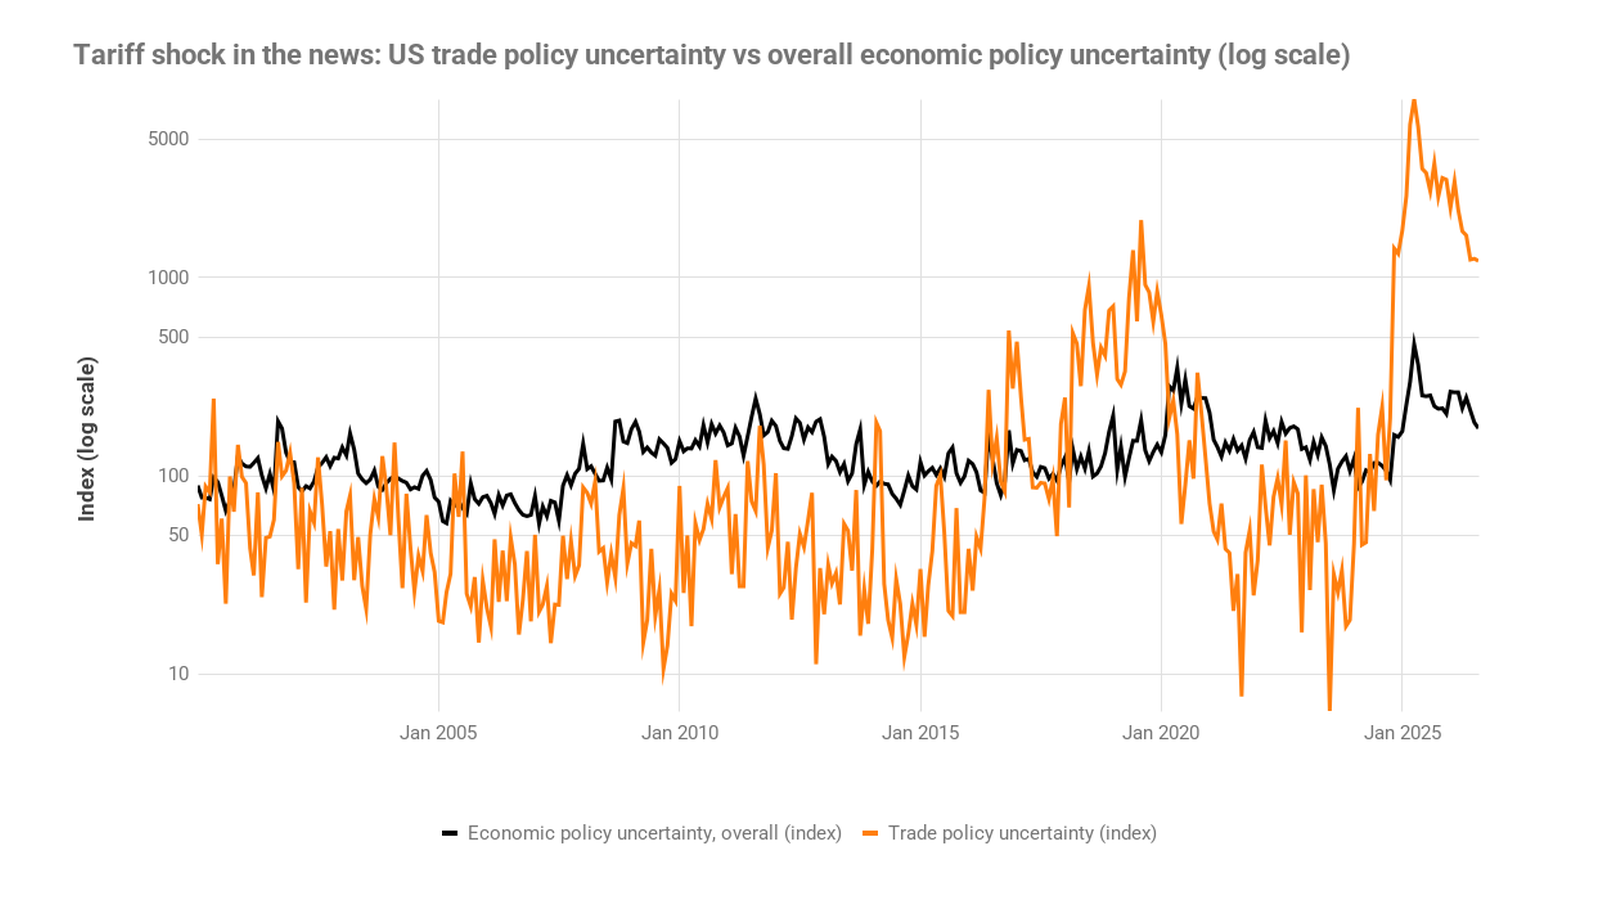 Tariff shock in the news: US trade policy uncertainty vs overall economic policy uncertainty (log scale)
Index (log scale)
5000
1000
500
100
50
10
Jan 2005
Jan 2010
Jan 2015
Jan 2020
Jan 2025
Economic policy uncertainty, overall (index)
Trade policy uncertainty (index)